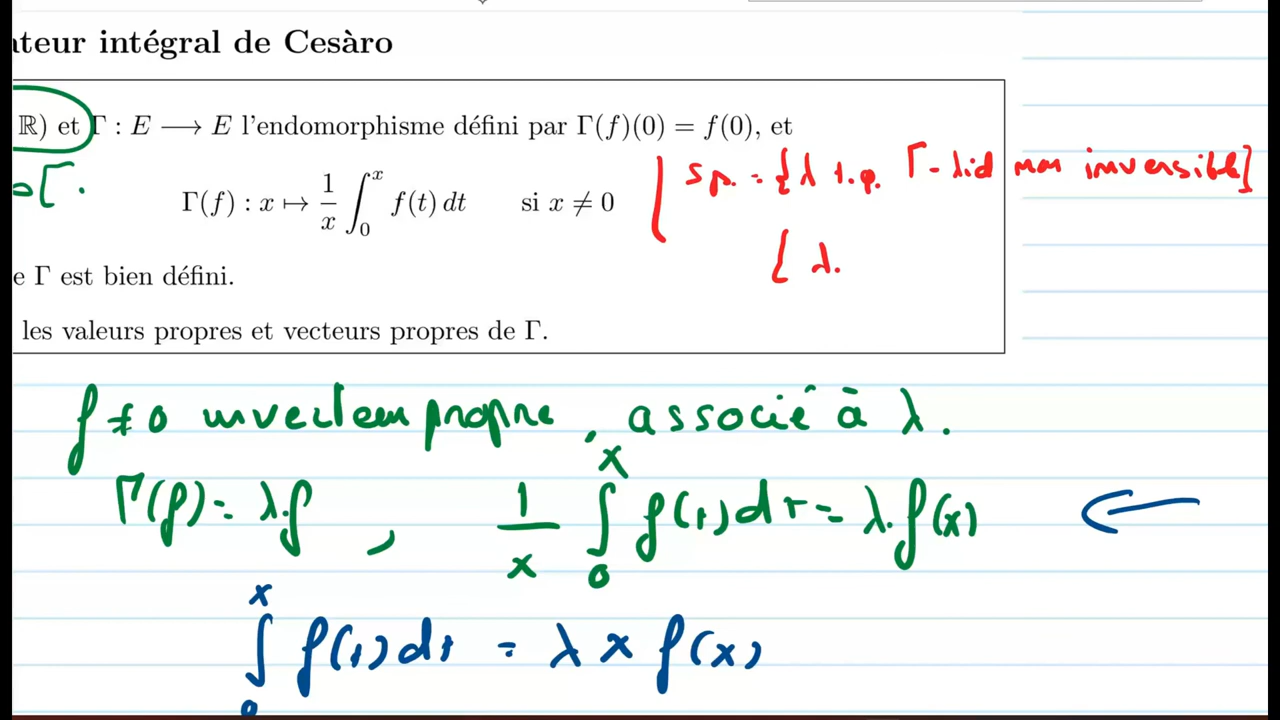 ateur intégral de Cesàro
ℝ) et Γ : E ⟶ E l'endomorphisme défini par Γ(f)(0) = f(0), et
Sp. = {λ t.q. Γ - λid non inversible}
Γ(f) : x ↦ 1/x ∫₀ˣ f(t) dt si x ≠ 0
{ λ.
e Γ est bien défini.
les valeurs propres et vecteurs propres de Γ.
f ≠ 0 un vecteur propre, associé à λ.
Γ(f) = λ.f , 1/x ∫₀ˣ f(t)dt = λ.f(x)
∫₀ˣ f(t)dt = λ x f(x)